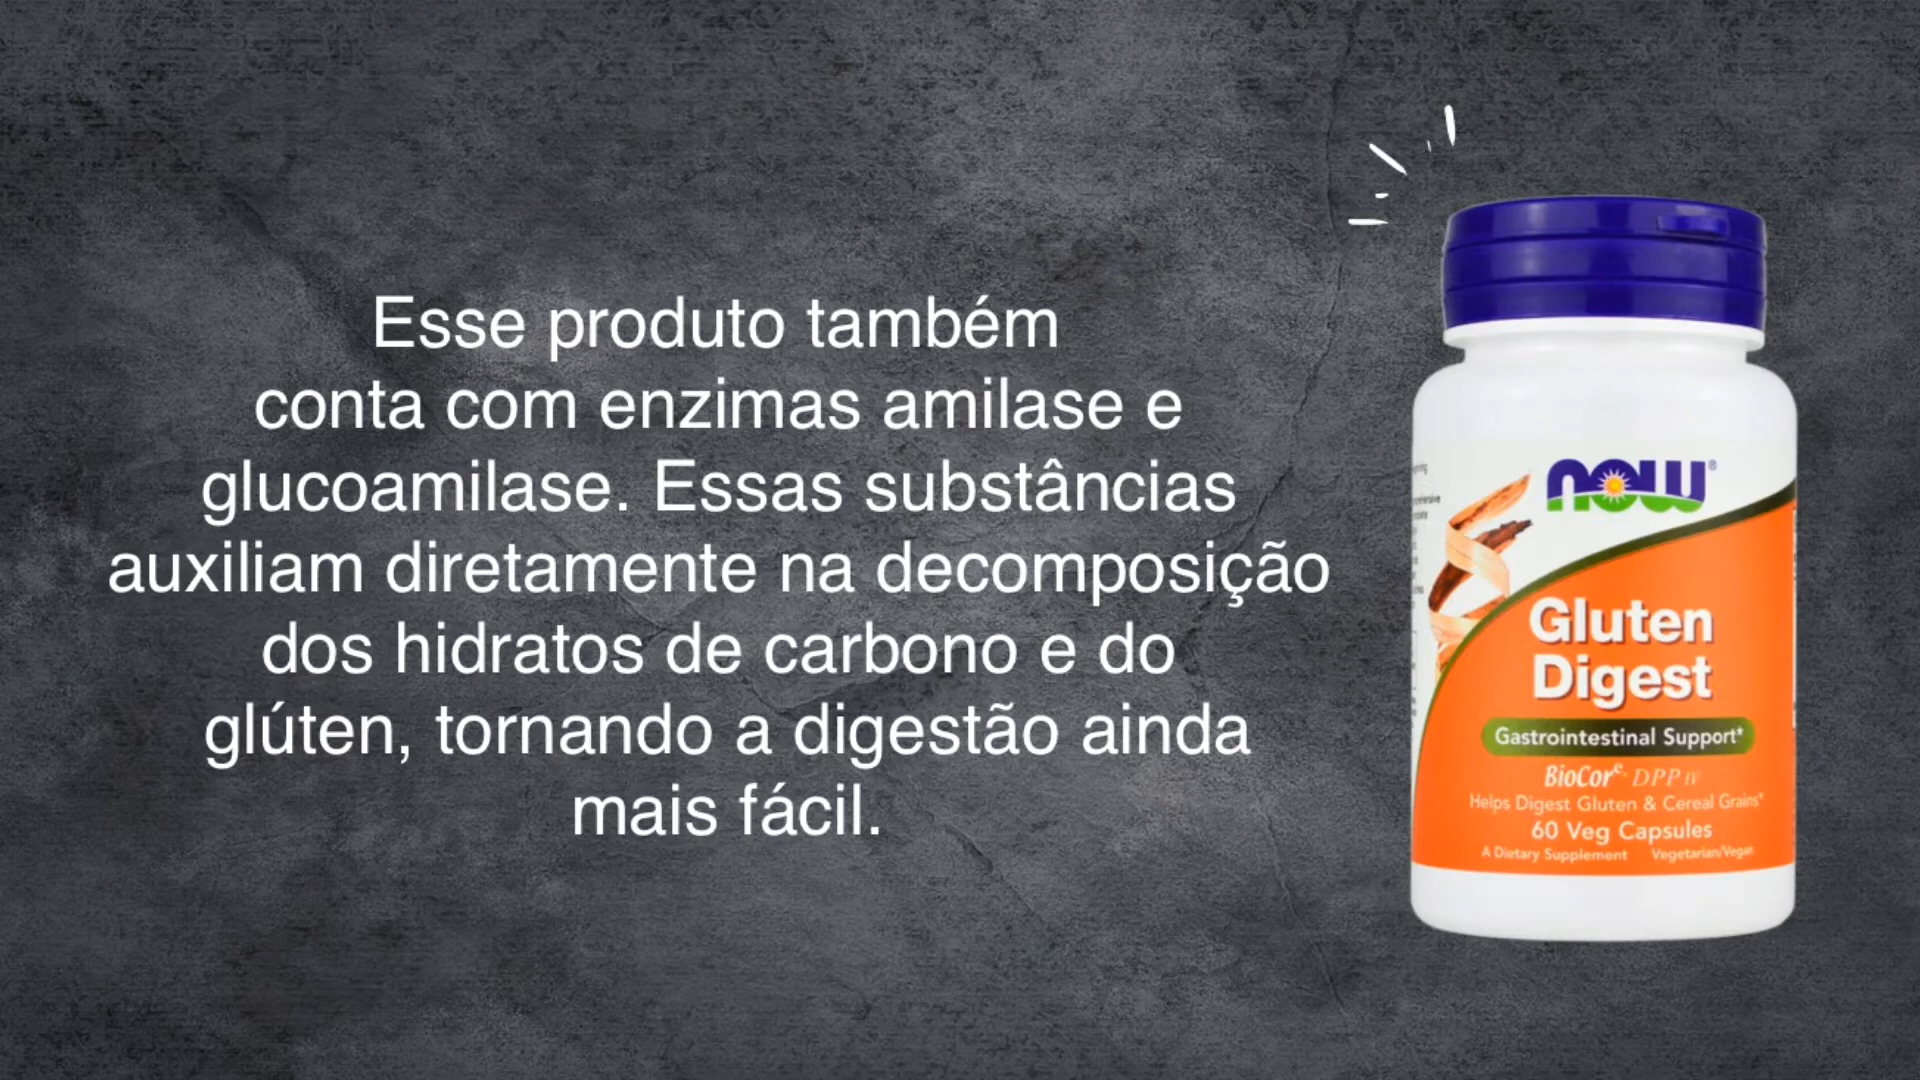 Esse produto também
conta com enzimas amilase e
glucoamilase. Essas substâncias
auxiliam diretamente na decomposição
dos hidratos de carbono e do
glúten, tornando a digestão ainda
mais fácil.
now®
Gluten
Digest
Gastrointestinal Support*
BioCore® DPP IV
Helps Digest Gluten & Cereal Grains*
60 Veg Capsules
A Dietary Supplement Vegetarian/Vegan